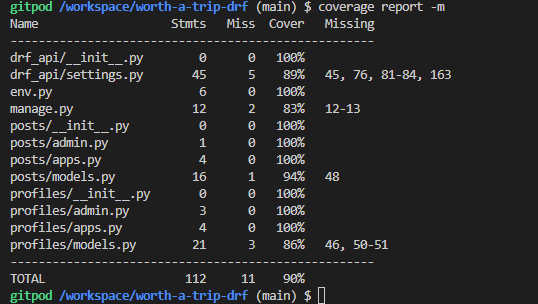 gitpod /workspace/worth-a-trip-drf (main) $ coverage report -m
Name                      Stmts   Miss  Cover   Missing
-------------------------------------------------------
drf_api/__init__.py           0      0   100%
drf_api/settings.py          45      5    89%   45, 76, 81-84, 163
env.py                        6      0   100%
manage.py                    12      2    83%   12-13
posts/__init__.py             0      0   100%
posts/admin.py                1      0   100%
posts/apps.py                 4      0   100%
posts/models.py              16      1    94%   48
profiles/__init__.py          0      0   100%
profiles/admin.py             3      0   100%
profiles/apps.py              4      0   100%
profiles/models.py           21      3    86%   46, 50-51
-------------------------------------------------------
TOTAL                       112     11    90%
gitpod /workspace/worth-a-trip-drf (main) $